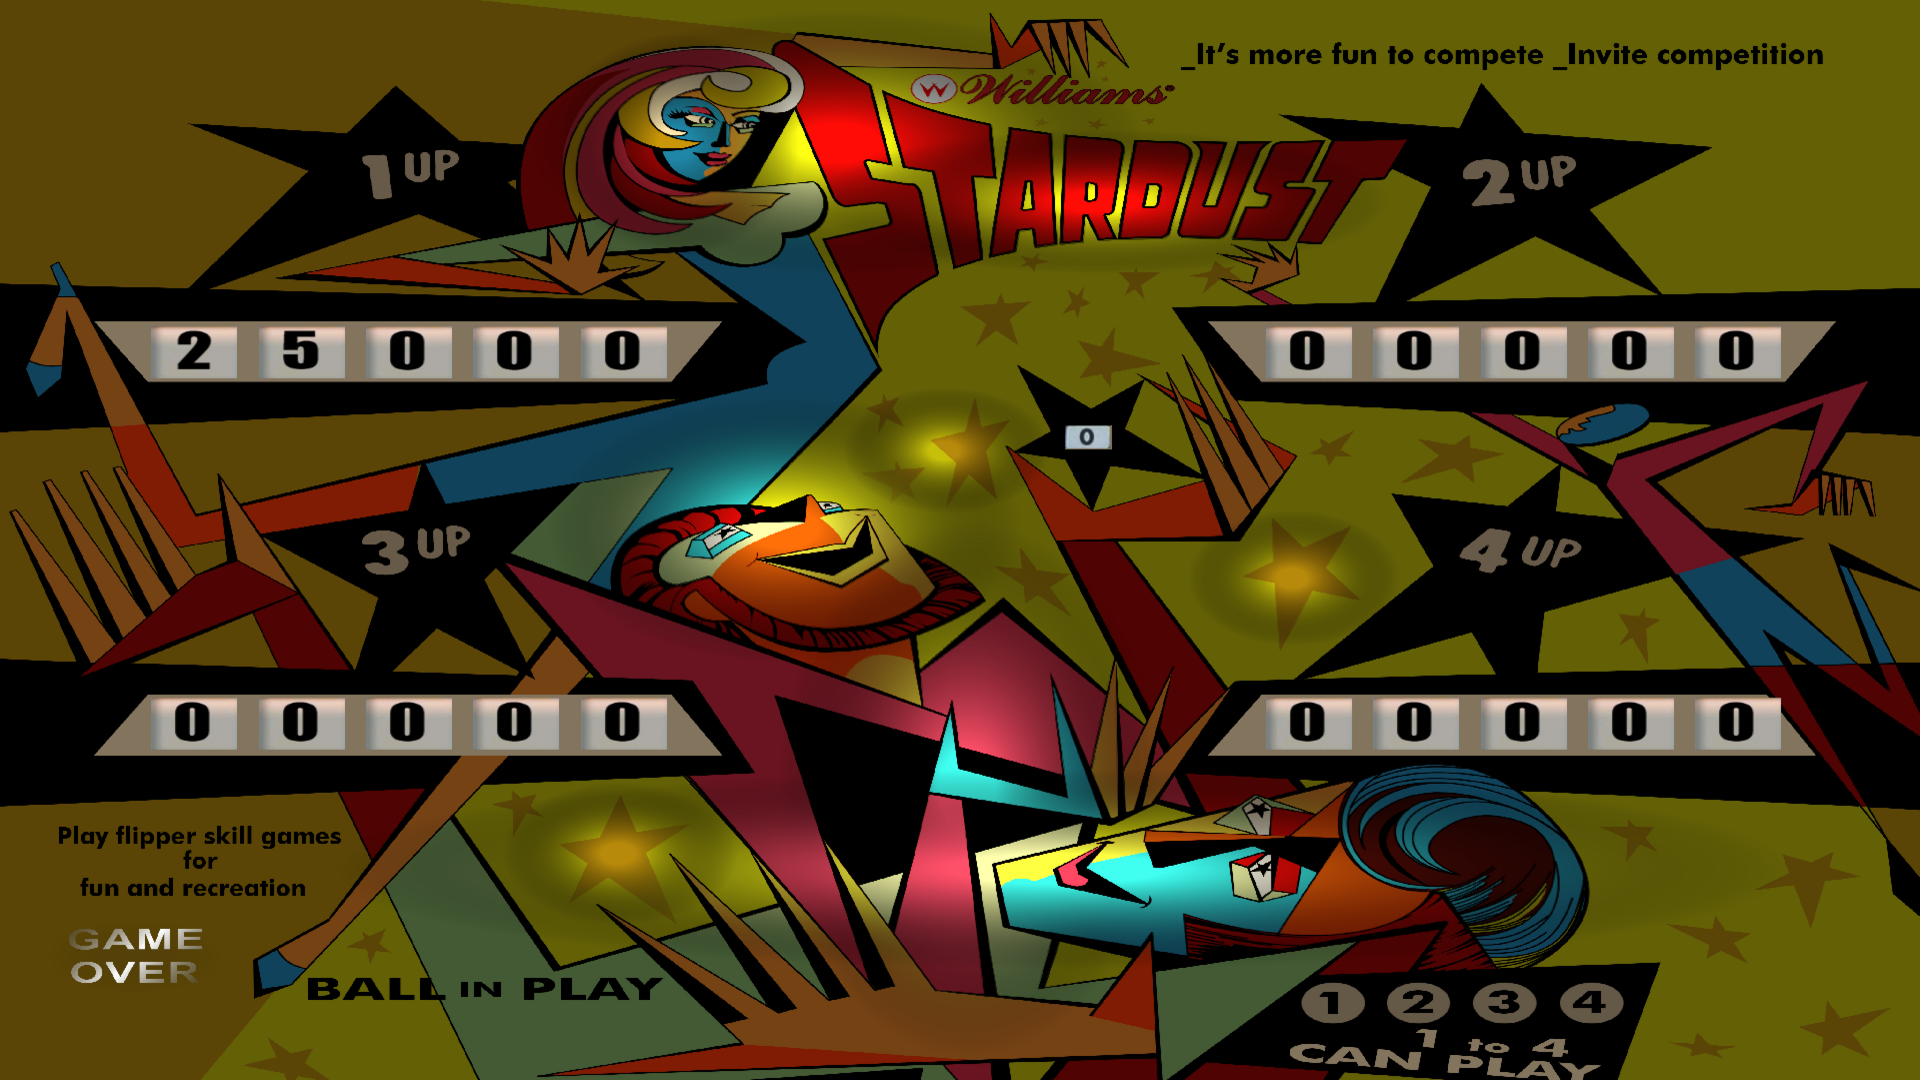 _It's more fun to compete _Invite competition
W Williams
STARDUST
1 UP
2 UP
2 5 0 0 0
0 0 0 0 0
0
3 UP
4 UP
0 0 0 0 0
0 0 0 0 0
Play flipper skill games
for
fun and recreation
GAME
OVER
BALL IN PLAY
1 2 3 4
1 to 4
CAN PLAY